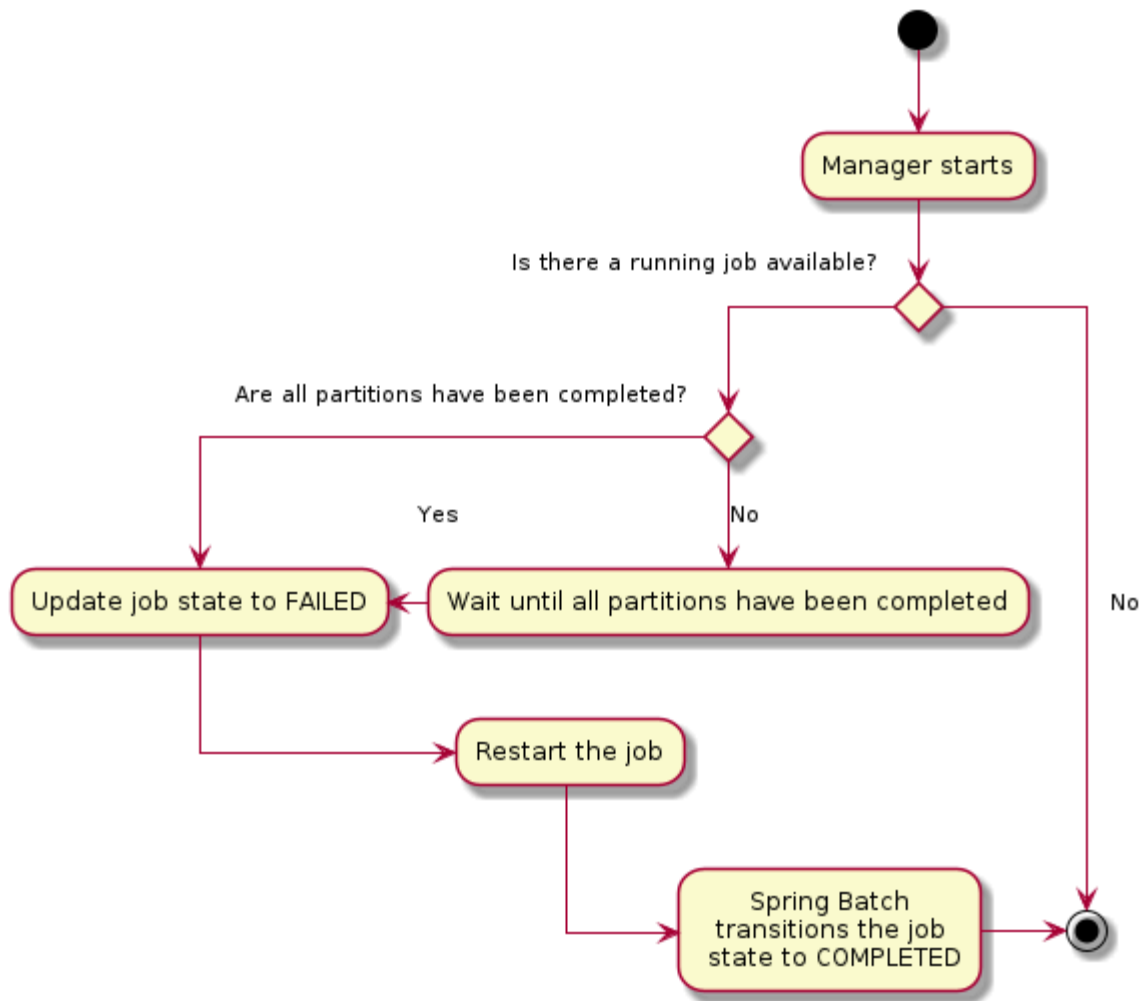 Manager starts
Is there a running job available?
Are all partitions have been completed?
Yes
No
Update job state to FAILED
Wait until all partitions have been completed
No
Restart the job
Spring Batch
transitions the job
state to COMPLETED